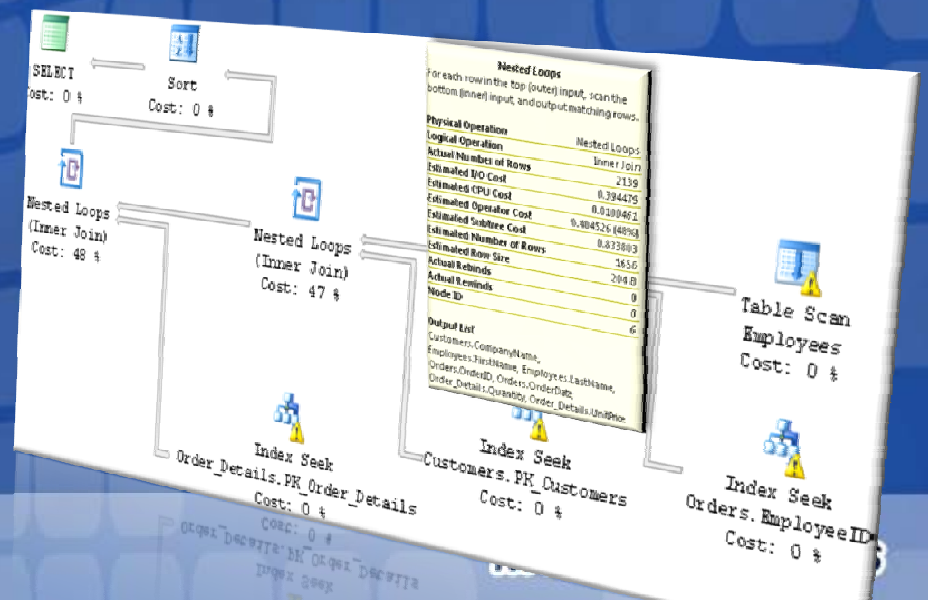 SELECT
Cost: 0 %
Sort
Cost: 0 %
Nested Loops
(Inner Join)
Cost: 48 %
Nested Loops
(Inner Join)
Cost: 47 %
Nested Loops
For each row in the top (outer) input, scan the
bottom (inner) input, and output matching rows.
Physical Operation Nested Loops
Logical Operation Inner Join
Actual Number of Rows 2139
Estimated I/O Cost 0.394475
Estimated CPU Cost 0.0100461
Estimated Operator Cost 0.404526 (48%)
Estimated Subtree Cost 0.833803
Estimated Number of Rows 1656
Estimated Row Size 204 B
Actual Rebinds 0
Actual Rewinds 0
Node ID 6
Output List
Customers.CompanyName,
Employees.FirstName, Employees.LastName,
Orders.OrderID, Orders.OrderDate,
Order_Details.Quantity, Order_Details.UnitPrice
Table Scan
Employees
Cost: 0 %
Index Seek
Order_Details.PK_Order_Details
Cost: 0 %
Index Seek
Customers.PK_Customers
Cost: 0 %
Index Seek
Orders.EmployeeID
Cost: 0 %